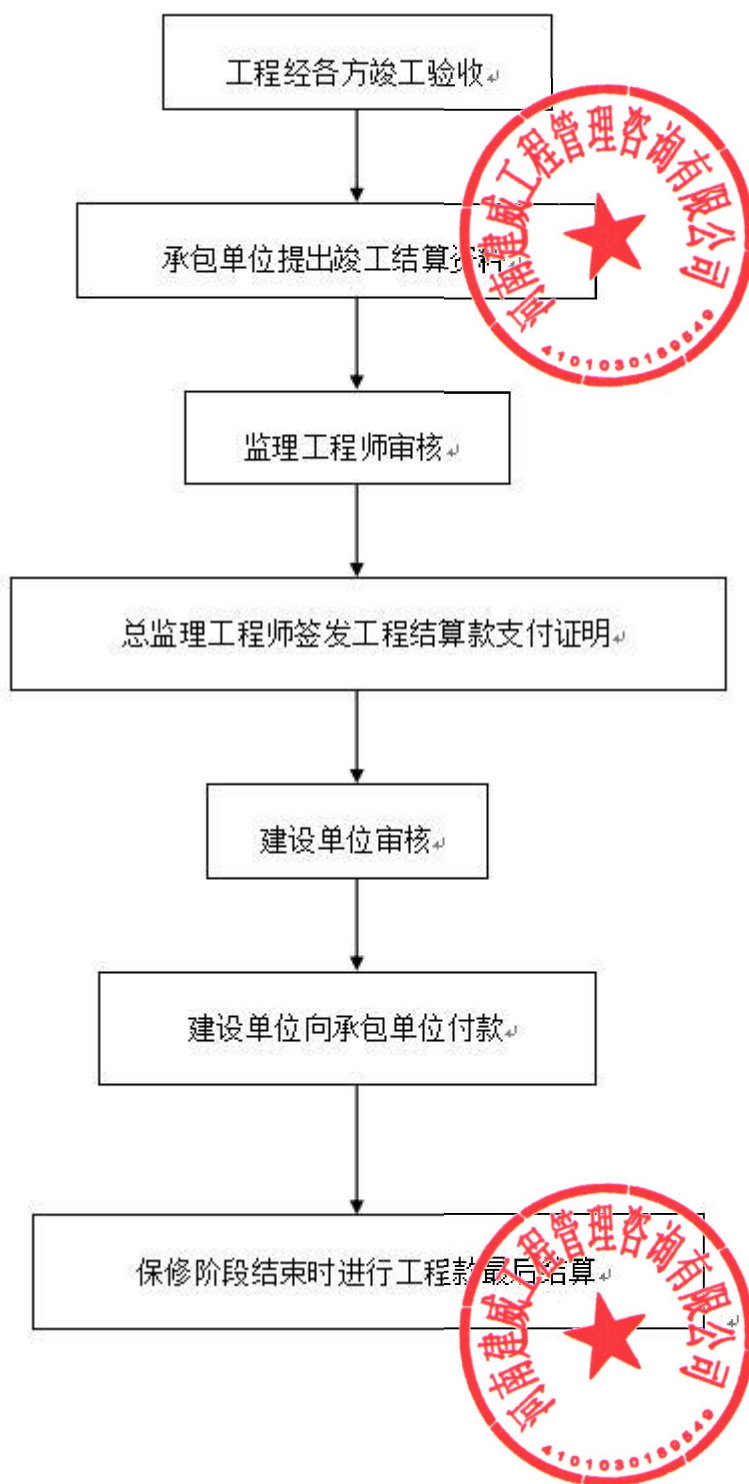 工程经各方竣工验收
河南建威工程管理咨询有限公司
4101030189549
承包单位提出竣工结算资料
监理工程师审核
总监理工程师签发工程结算款支付证明
建设单位审核
建设单位向承包单位付款
保修阶段结束时进行工程款最后结算
河南建威工程管理咨询有限公司
4101030189549